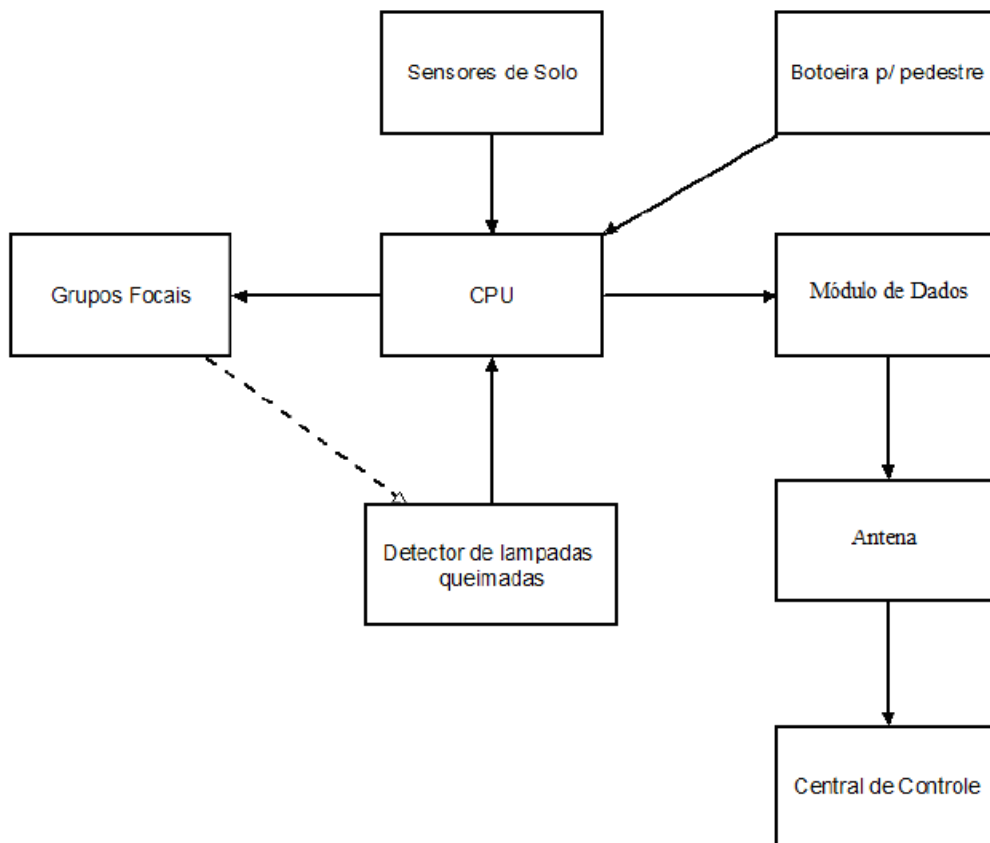 Sensores de Solo
Botoeira p/ pedestre
Grupos Focais
CPU
Módulo de Dados
Detector de lampadas
queimadas
Antena
Central de Controle